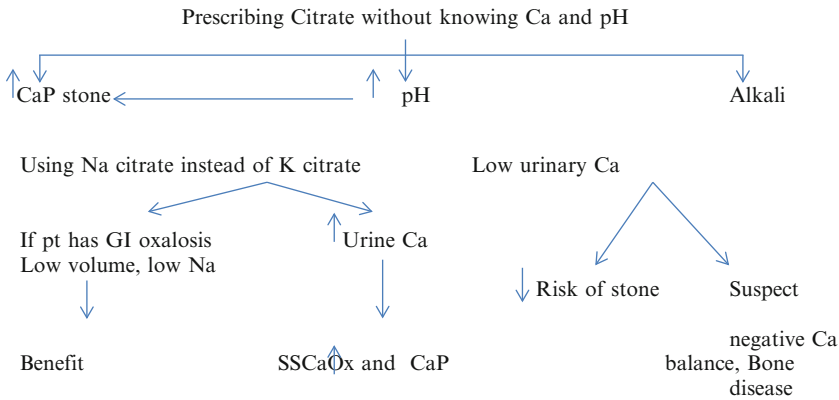 Prescribing Citrate without knowing Ca and pH
CaP stone
pH
Alkali
Using Na citrate instead of K citrate
Low urinary Ca
If pt has GI oxalosis
Low volume, low Na
Urine Ca
Risk of stone
Suspect
negative Ca
balance, Bone
disease
Benefit
SSCaOx and CaP